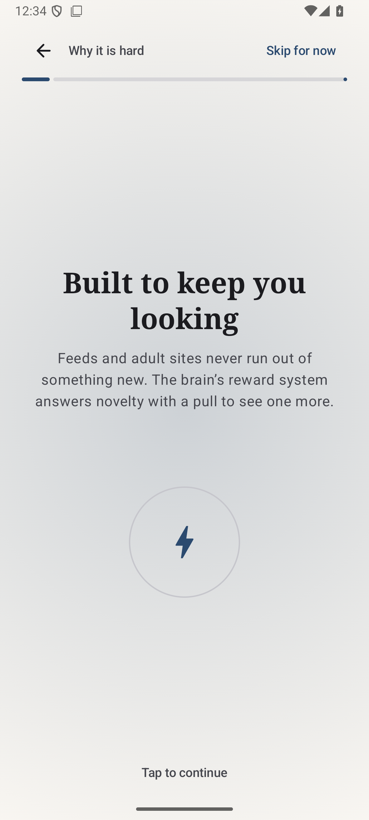 12:34
Why it is hard
Skip for now
Built to keep you
looking
Feeds and adult sites never run out of
something new. The brain’s reward system
answers novelty with a pull to see one more.
Tap to continue